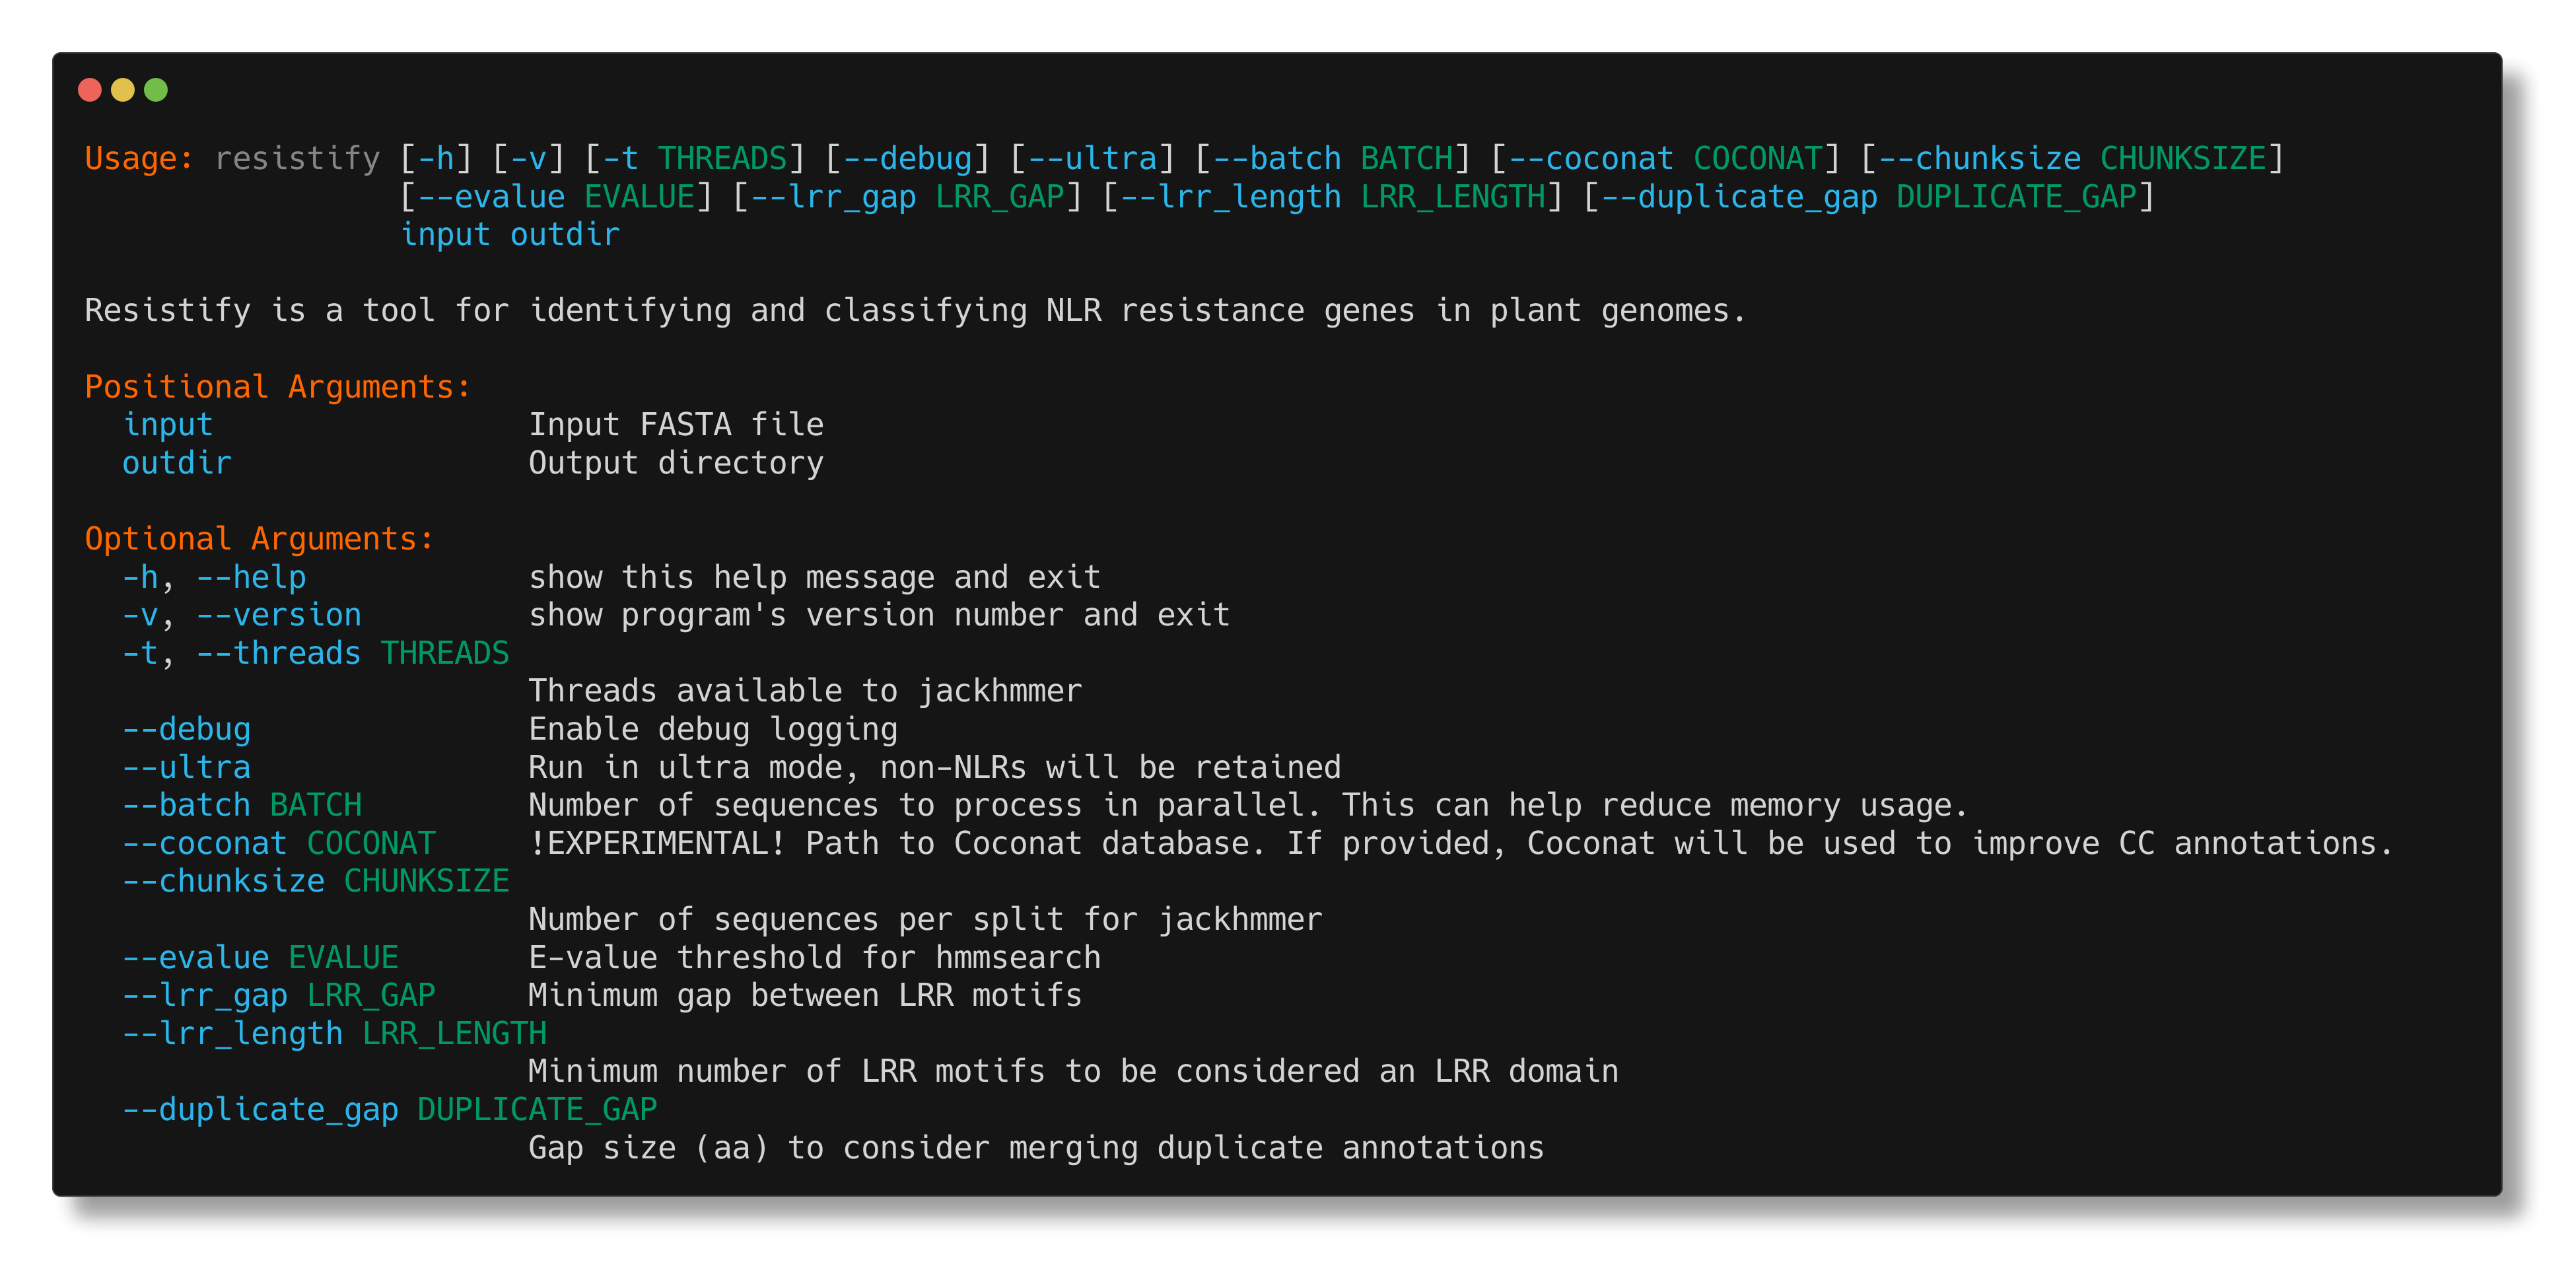 Usage: resistify [-h] [-v] [-t THREADS] [--debug] [--ultra] [--batch BATCH] [--coconat COCONAT] [--chunksize CHUNKSIZE]
[--evalue EVALUE] [--lrr_gap LRR_GAP] [--lrr_length LRR_LENGTH] [--duplicate_gap DUPLICATE_GAP]
input outdir
Resistify is a tool for identifying and classifying NLR resistance genes in plant genomes.
Positional Arguments:
input Input FASTA file
outdir Output directory
Optional Arguments:
-h, --help show this help message and exit
-v, --version show program's version number and exit
-t, --threads THREADS
Threads available to jackhmmer
--debug Enable debug logging
--ultra Run in ultra mode, non-NLRs will be retained
--batch BATCH Number of sequences to process in parallel. This can help reduce memory usage.
--coconat COCONAT !EXPERIMENTAL! Path to Coconat database. If provided, Coconat will be used to improve CC annotations.
--chunksize CHUNKSIZE
Number of sequences per split for jackhmmer
--evalue EVALUE E-value threshold for hmmsearch
--lrr_gap LRR_GAP Minimum gap between LRR motifs
--lrr_length LRR_LENGTH
Minimum number of LRR motifs to be considered an LRR domain
--duplicate_gap DUPLICATE_GAP
Gap size (aa) to consider merging duplicate annotations